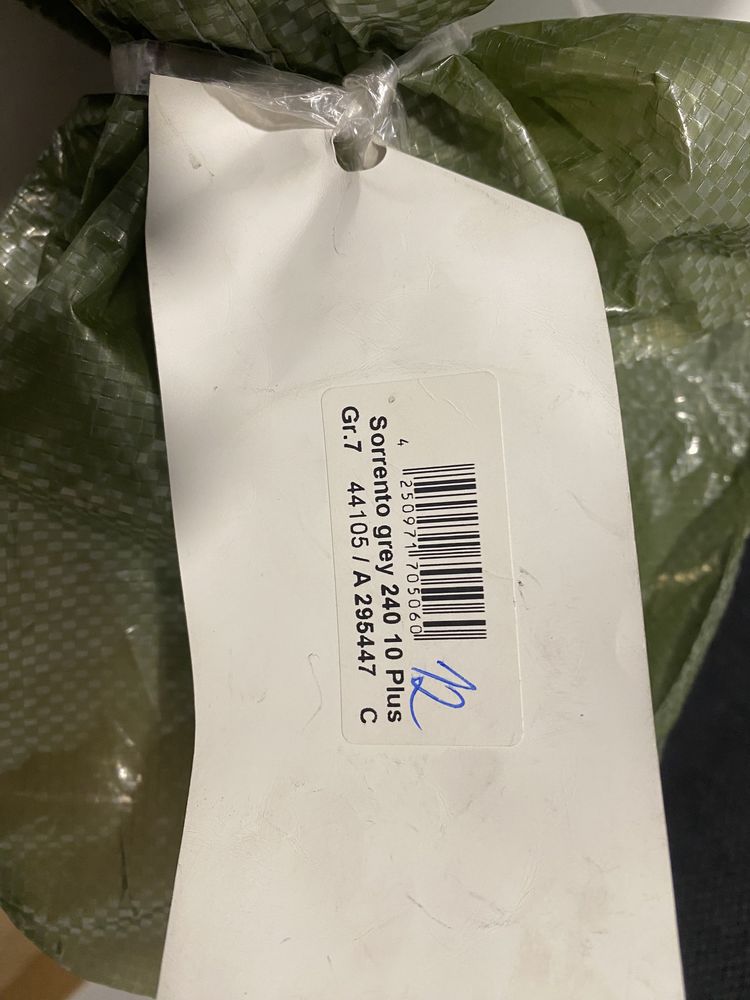 4 250971 705060
Sorrento grey 240 10 Plus
Gr.7 44105 / A 295447 C